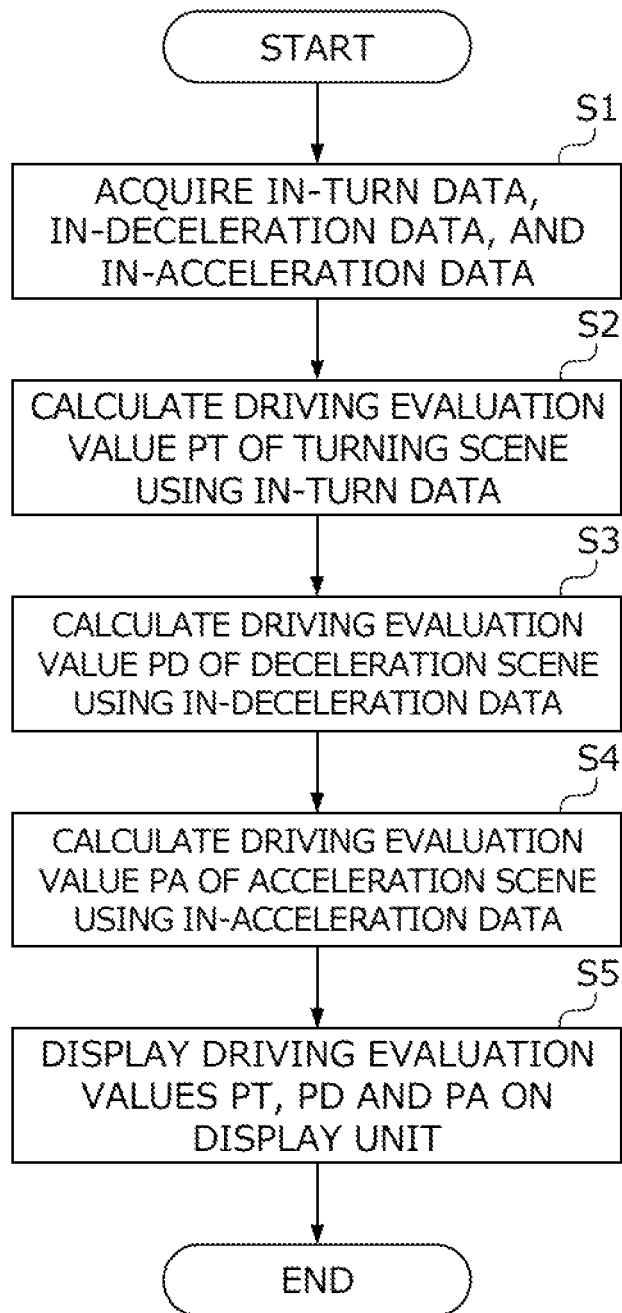 START
S1
ACQUIRE IN-TURN DATA,
IN-DECELERATION DATA, AND
IN-ACCELERATION DATA
S2
CALCULATE DRIVING EVALUATION
VALUE PT OF TURNING SCENE
USING IN-TURN DATA
S3
CALCULATE DRIVING EVALUATION
VALUE PD OF DECELERATION SCENE
USING IN-DECELERATION DATA
S4
CALCULATE DRIVING EVALUATION
VALUE PA OF ACCELERATION SCENE
USING IN-ACCELERATION DATA
S5
DISPLAY DRIVING EVALUATION
VALUES PT, PD AND PA ON
DISPLAY UNIT
END